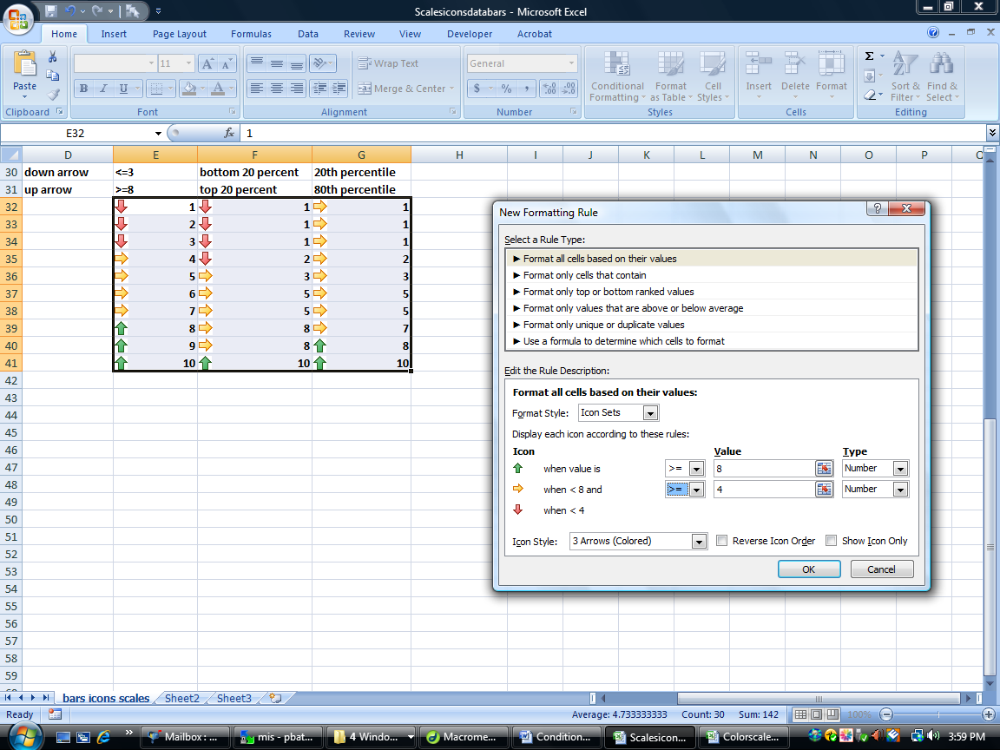 Scalesiconsdatabars - Microsoft Excel
Home Insert Page Layout Formulas Data Review View Developer Acrobat
Paste
11
Wrap Text
General
B I U
Merge & Center
$ % ,
Conditional Formatting
Format as Table
Cell Styles
Insert Delete Format
Σ
Sort & Filter
Find & Select
Clipboard Font Alignment Number Styles Cells Editing
E32 fx 1
D E F G H I J K L M N O P Q
30 down arrow <=3 bottom 20 percent 20th percentile
31 up arrow >=8 top 20 percent 80th percentile
32 1 1 1
33 2 1 1
34 3 1 1
35 4 2 2
36 5 3 3
37 6 5 5
38 7 5 5
39 8 8 7
40 9 8 8
41 10 10 10
42
43
44
45
46
47
48
49
50
51
52
53
54
55
56
57
58
59
New Formatting Rule
Select a Rule Type:
► Format all cells based on their values
► Format only cells that contain
► Format only top or bottom ranked values
► Format only values that are above or below average
► Format only unique or duplicate values
► Use a formula to determine which cells to format
Edit the Rule Description:
Format all cells based on their values:
Format Style: Icon Sets
Display each icon according to these rules:
Icon Value Type
when value is >= 8 Number
when < 8 and >= 4 Number
when < 4
Icon Style: 3 Arrows (Colored) Reverse Icon Order Show Icon Only
OK Cancel
bars icons scales Sheet2 Sheet3
Ready Average: 4.733333333 Count: 30 Sum: 142 100%
» Mailbox : ... mis - pbat... 4 Windo... Macrome... Condition... Scalesicon... Colorscale... 3:59 PM